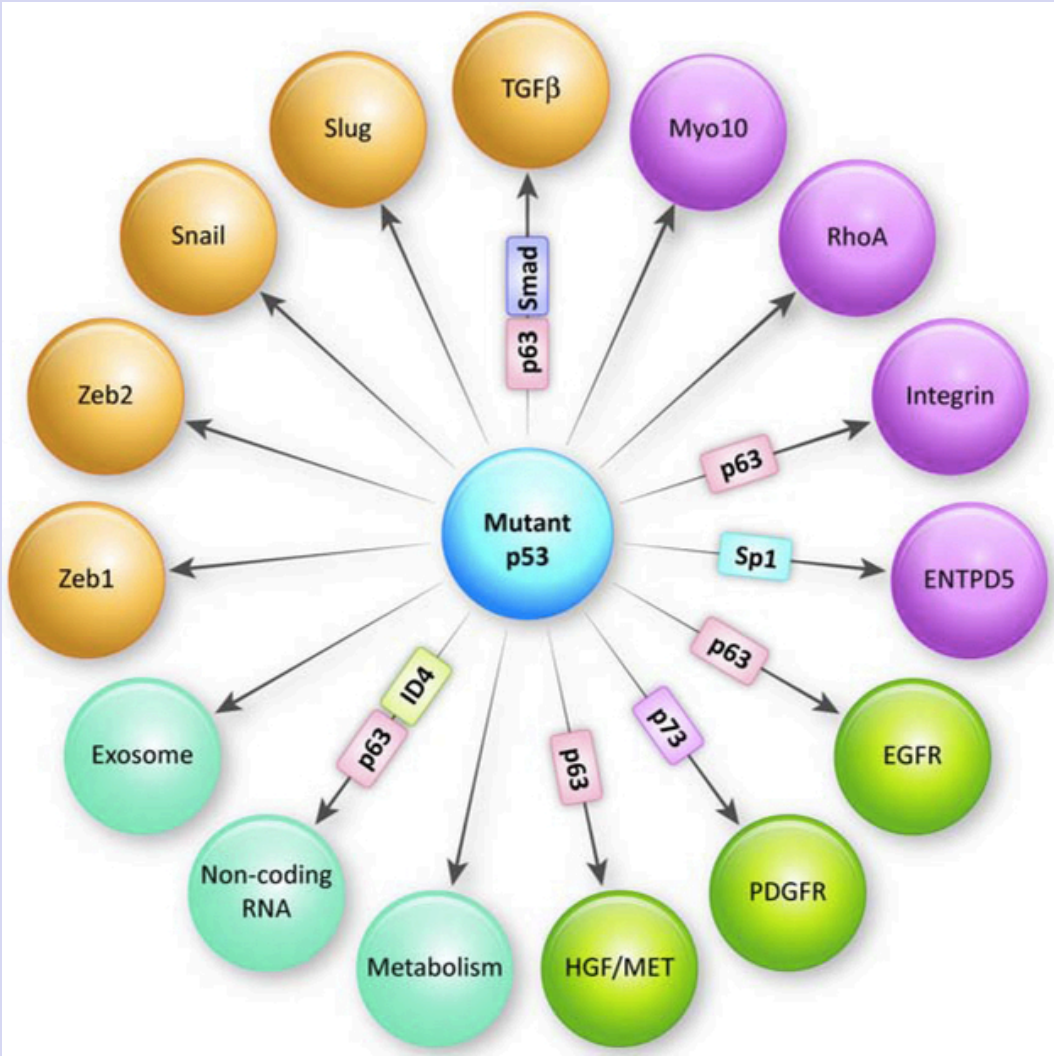 TGFβ
Slug
Myo10
Snail
RhoA
Smad
p63
Zeb2
Integrin
p63
Mutant
p53
Sp1
Zeb1
ENTPD5
p63
ID4
p63
p73
p63
Exosome
EGFR
Non-coding
RNA
PDGFR
Metabolism
HGF/MET